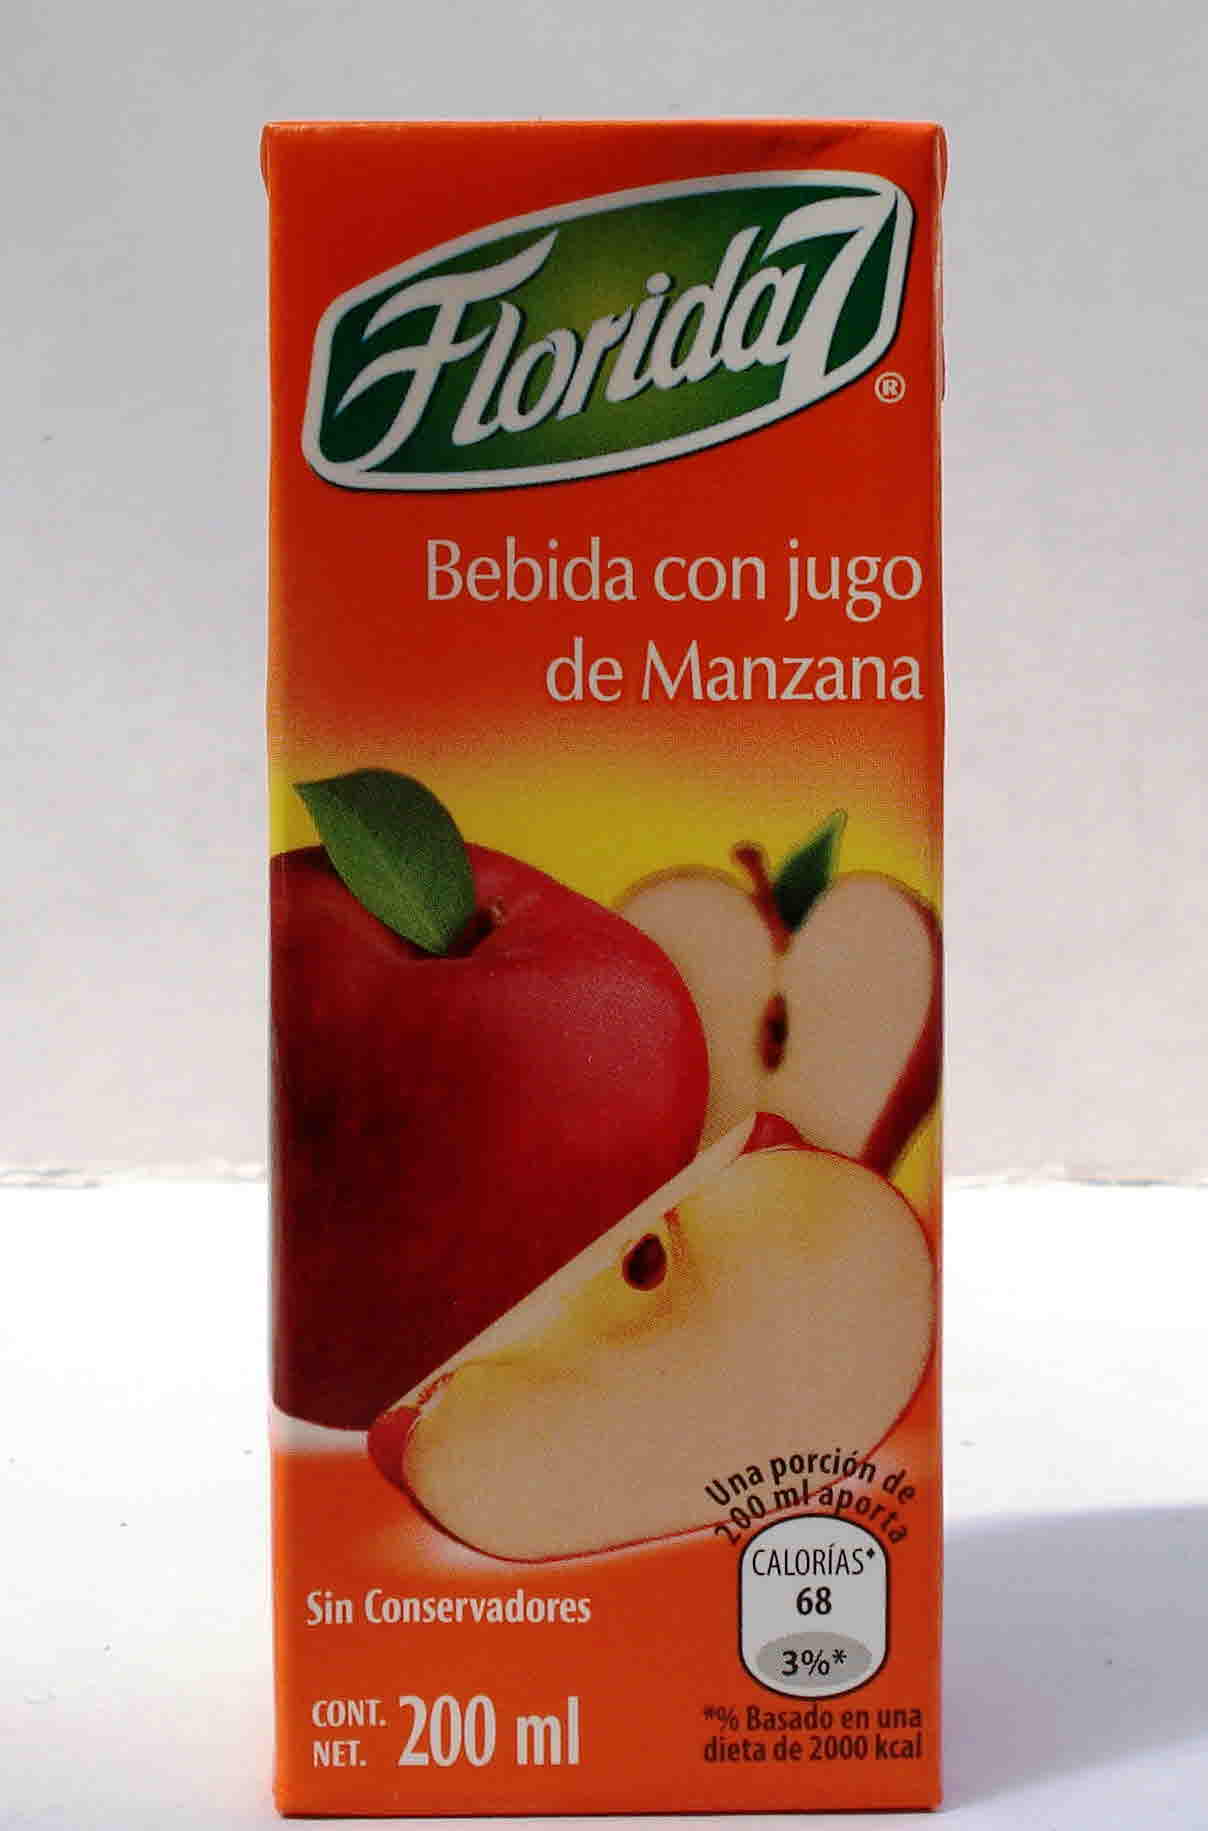 Florida7
®
Bebida con jugo
de Manzana
Una porción de
200 ml aporta
CALORÍAS♦
68
3%*
Sin Conservadores
CONT.
NET. 200 ml
*% Basado en una
dieta de 2000 kcal